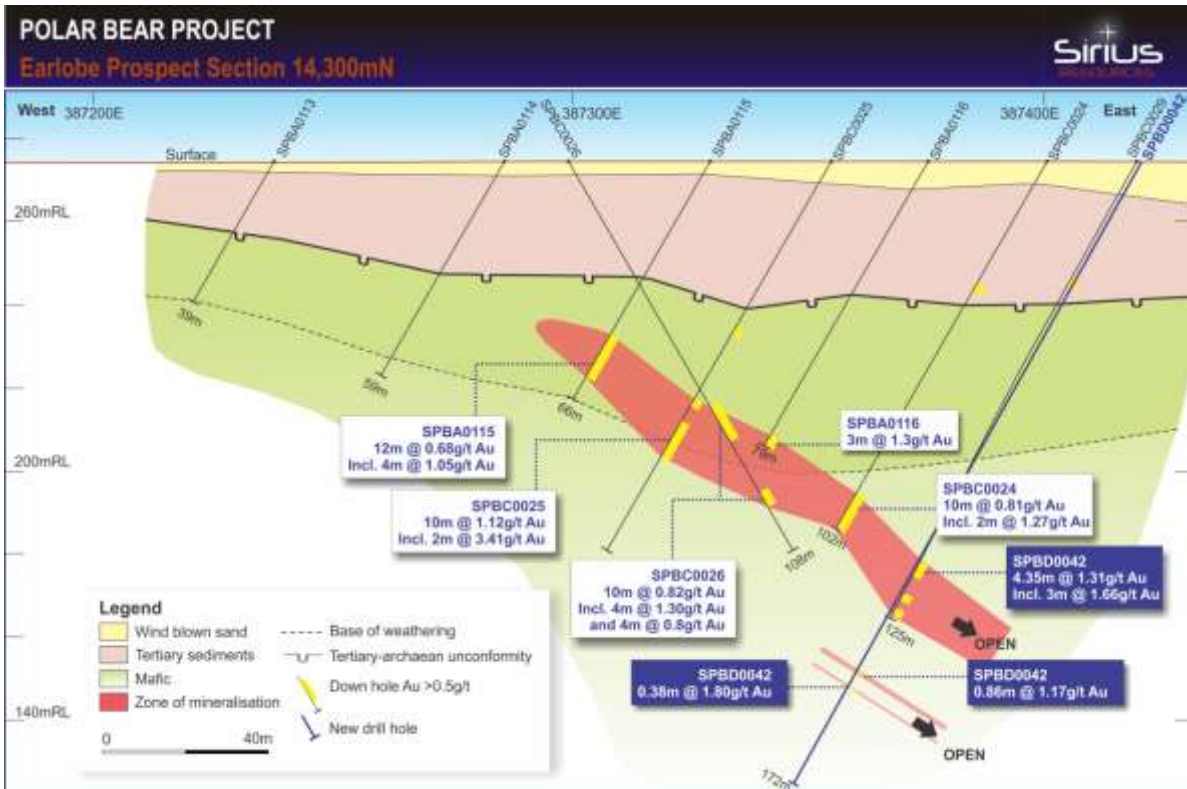 POLAR BEAR PROJECT
Earlobe Prospect Section 14,300mN
Sirius
RESOURCES
West
387200E
387300E
387400E
East
SPBA0113
SPBA0114
SPBC0026
SPBA0115
SPBC0025
SPBA0116
SPBC0024
SPBC0029
SPBD0042
Surface
260mRL
200mRL
140mRL
39m
59m
66m
78m
102m
108m
125m
172m
SPBA0115
12m @ 0.68g/t Au
Incl. 4m @ 1.05g/t Au
SPBC0025
10m @ 1.12g/t Au
Incl. 2m @ 3.41g/t Au
SPBC0026
10m @ 0.82g/t Au
Incl. 4m @ 1.30g/t Au
and 4m @ 0.8g/t Au
SPBA0116
3m @ 1.3g/t Au
SPBC0024
10m @ 0.81g/t Au
Incl. 2m @ 1.27g/t Au
SPBD0042
4.35m @ 1.31g/t Au
Incl. 3m @ 1.66g/t Au
OPEN
SPBD0042
0.38m @ 1.80g/t Au
SPBD0042
0.86m @ 1.17g/t Au
OPEN
Legend
Wind blown sand
Tertiary sediments
Mafic
Zone of mineralisation
Base of weathering
Tertiary-archaean unconformity
Down hole Au >0.5g/t
New drill hole
0 40m